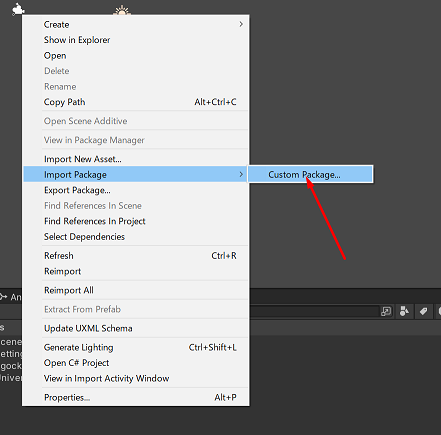 Create
Show in Explorer
Open
Delete
Rename
Copy Path Alt+Ctrl+C
Open Scene Additive
View in Package Manager
Import New Asset...
Import Package Custom Package...
Export Package...
Find References In Scene
Find References In Project
Select Dependencies
Refresh Ctrl+R
Reimport
Reimport All
Extract From Prefab
Update UXML Schema
Generate Lighting Ctrl+Shift+L
Open C# Project
View in Import Activity Window
Properties... Alt+P
An
s
cene
etting
gock
Univer